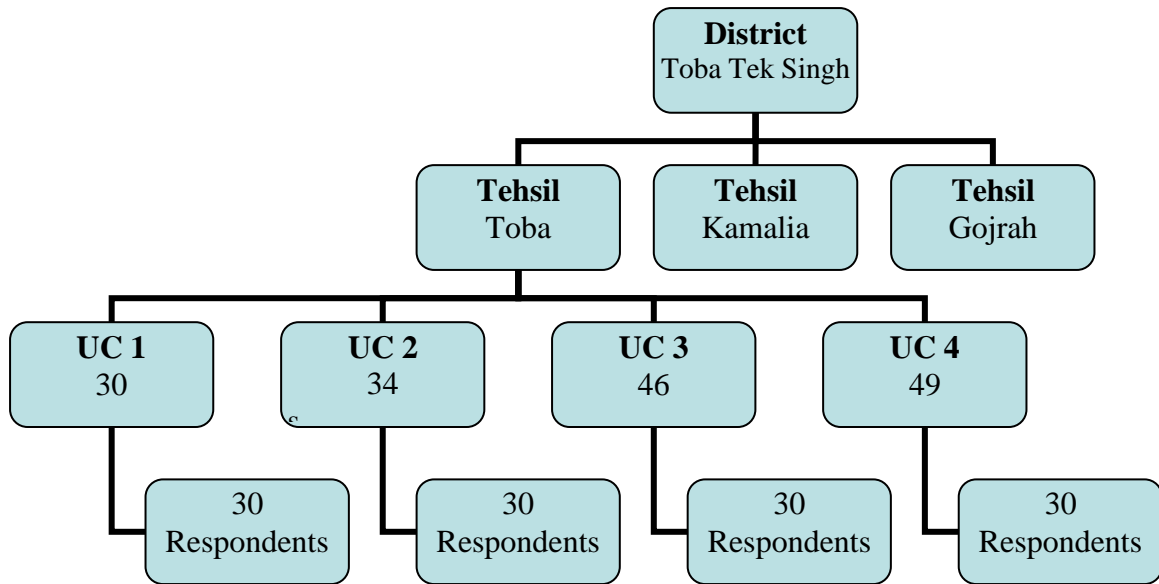 District
Toba Tek Singh
Tehsil
Toba
Tehsil
Kamalia
Tehsil
Gojrah
UC 1
30
UC 2
34
UC 3
46
UC 4
49
30
Respondents
30
Respondents
30
Respondents
30
Respondents